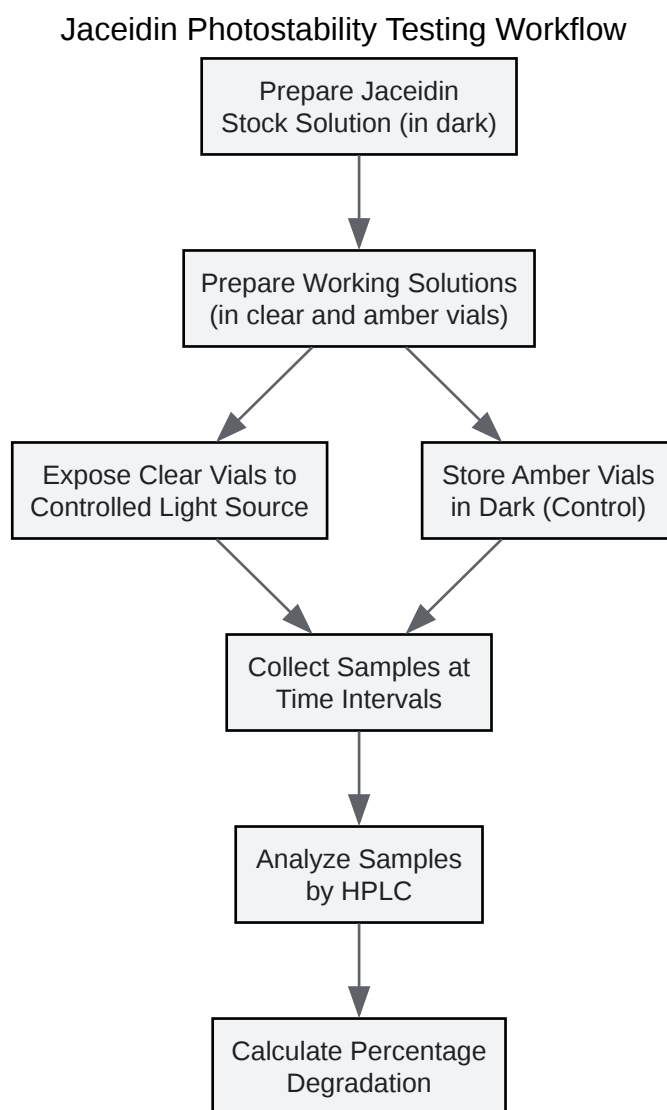 Jaceidin Photostability Testing Workflow
Prepare Jaceidin
Stock Solution (in dark)
Prepare Working Solutions
(in clear and amber vials)
Expose Clear Vials to
Controlled Light Source
Store Amber Vials
in Dark (Control)
Collect Samples at
Time Intervals
Analyze Samples
by HPLC
Calculate Percentage
Degradation